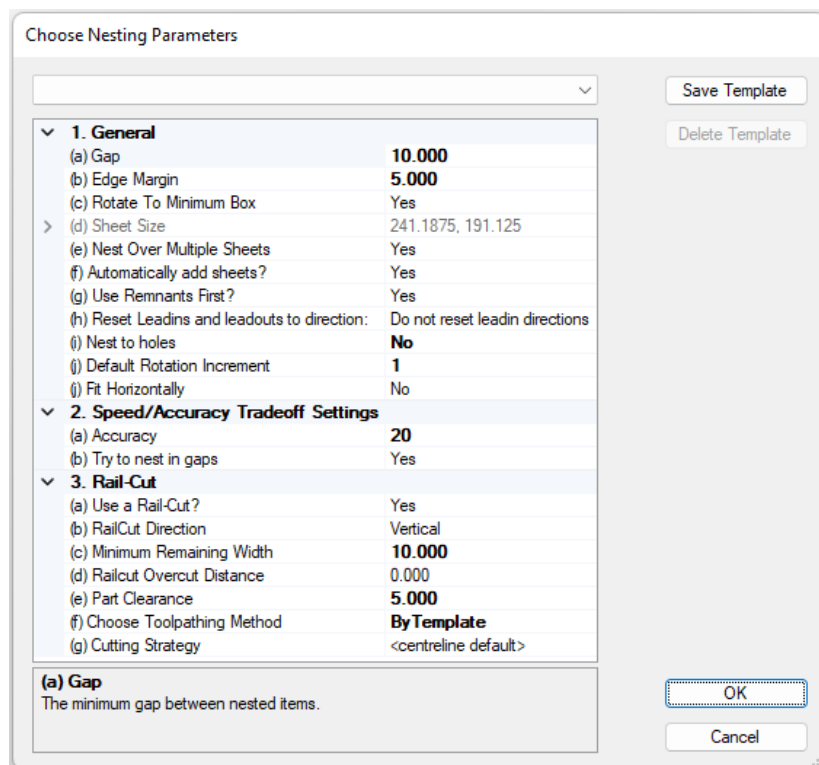 Choose Nesting Parameters
Save Template
Delete Template
1. General
(a) Gap 10.000
(b) Edge Margin 5.000
(c) Rotate To Minimum Box Yes
(d) Sheet Size 241.1875, 191.125
(e) Nest Over Multiple Sheets Yes
(f) Automatically add sheets? Yes
(g) Use Remnants First? Yes
(h) Reset Leadins and leadouts to direction: Do not reset leadin directions
(i) Nest to holes No
(j) Default Rotation Increment 1
(j) Fit Horizontally No
2. Speed/Accuracy Tradeoff Settings
(a) Accuracy 20
(b) Try to nest in gaps Yes
3. Rail-Cut
(a) Use a Rail-Cut? Yes
(b) RailCut Direction Vertical
(c) Minimum Remaining Width 10.000
(d) Railcut Overcut Distance 0.000
(e) Part Clearance 5.000
(f) Choose Toolpathing Method ByTemplate
(g) Cutting Strategy <centreline default>
(a) Gap
The minimum gap between nested items.
OK
Cancel